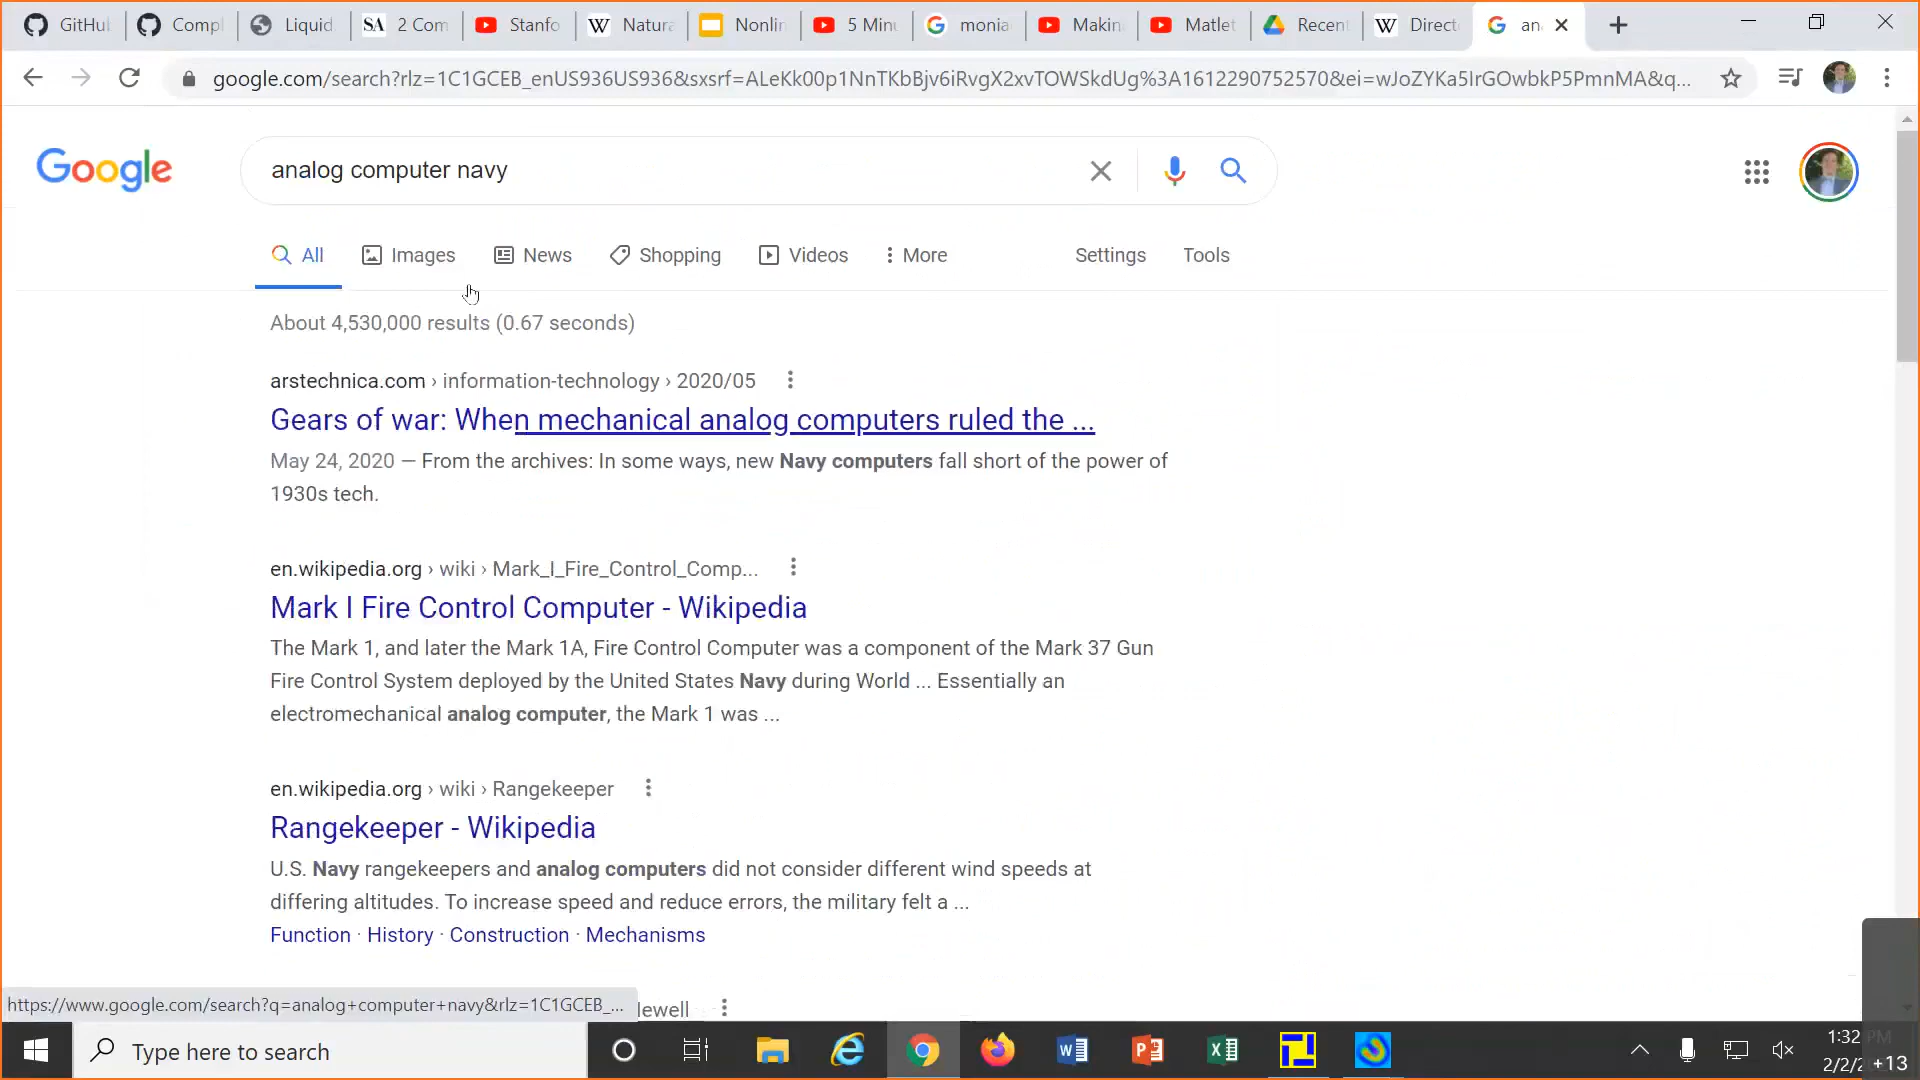 GitHu
Compl
Liquid
SA 2 Com
Stanfo
W Natura
Nonlin
5 Minu
monia
Makin
Matlet
Recent
W Direct
an
google.com/search?rlz=1C1GCEB_enUS936US936&sxsrf=ALeKk00p1NnTKbBjv6iRvgX2xvTOWSkdUg%3A1612290752570&ei=wJoZYKa5IrGOwbkP5PmnMA&q...
Google
analog computer navy
All Images News Shopping Videos More Settings Tools
About 4,530,000 results (0.67 seconds)
arstechnica.com › information-technology › 2020/05
Gears of war: When mechanical analog computers ruled the ...
May 24, 2020 — From the archives: In some ways, new Navy computers fall short of the power of
1930s tech.
en.wikipedia.org › wiki › Mark_I_Fire_Control_Comp...
Mark I Fire Control Computer - Wikipedia
The Mark 1, and later the Mark 1A, Fire Control Computer was a component of the Mark 37 Gun
Fire Control System deployed by the United States Navy during World ... Essentially an
electromechanical analog computer, the Mark 1 was ...
en.wikipedia.org › wiki › Rangekeeper
Rangekeeper - Wikipedia
U.S. Navy rangekeepers and analog computers did not consider different wind speeds at
differing altitudes. To increase speed and reduce errors, the military felt a ...
Function · History · Construction · Mechanisms
https://www.google.com/search?q=analog+computer+navy&rlz=1C1GCEB_...
ewell
Type here to search
1:32 PM
2/2/2
+13